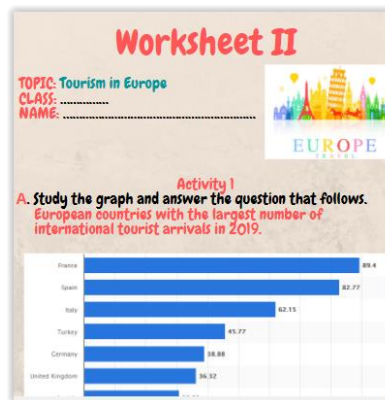 Worksheet II
TOPIC: Tourism in Europe
CLASS: ...............
NAME: ............................................................
EUROPE
TRAVEL
Activity 1
A. Study the graph and answer the question that follows.
European countries with the largest number of
international tourist arrivals in 2019.
France 89.4
Spain 82.77
Italy 62.15
Turkey 45.77
Germany 38.88
United Kingdom 36.32